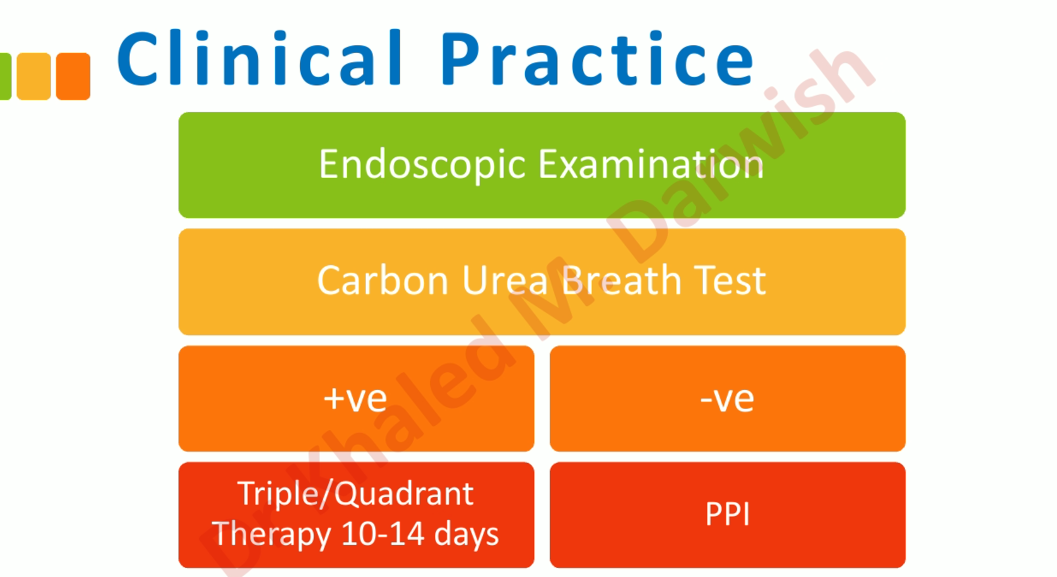 Clinical Practice
Endoscopic Examination
Carbon Urea Breath Test
+ve
-ve
Triple/Quadrant
Therapy 10-14 days
PPI
Dr Khaled M. Darwish